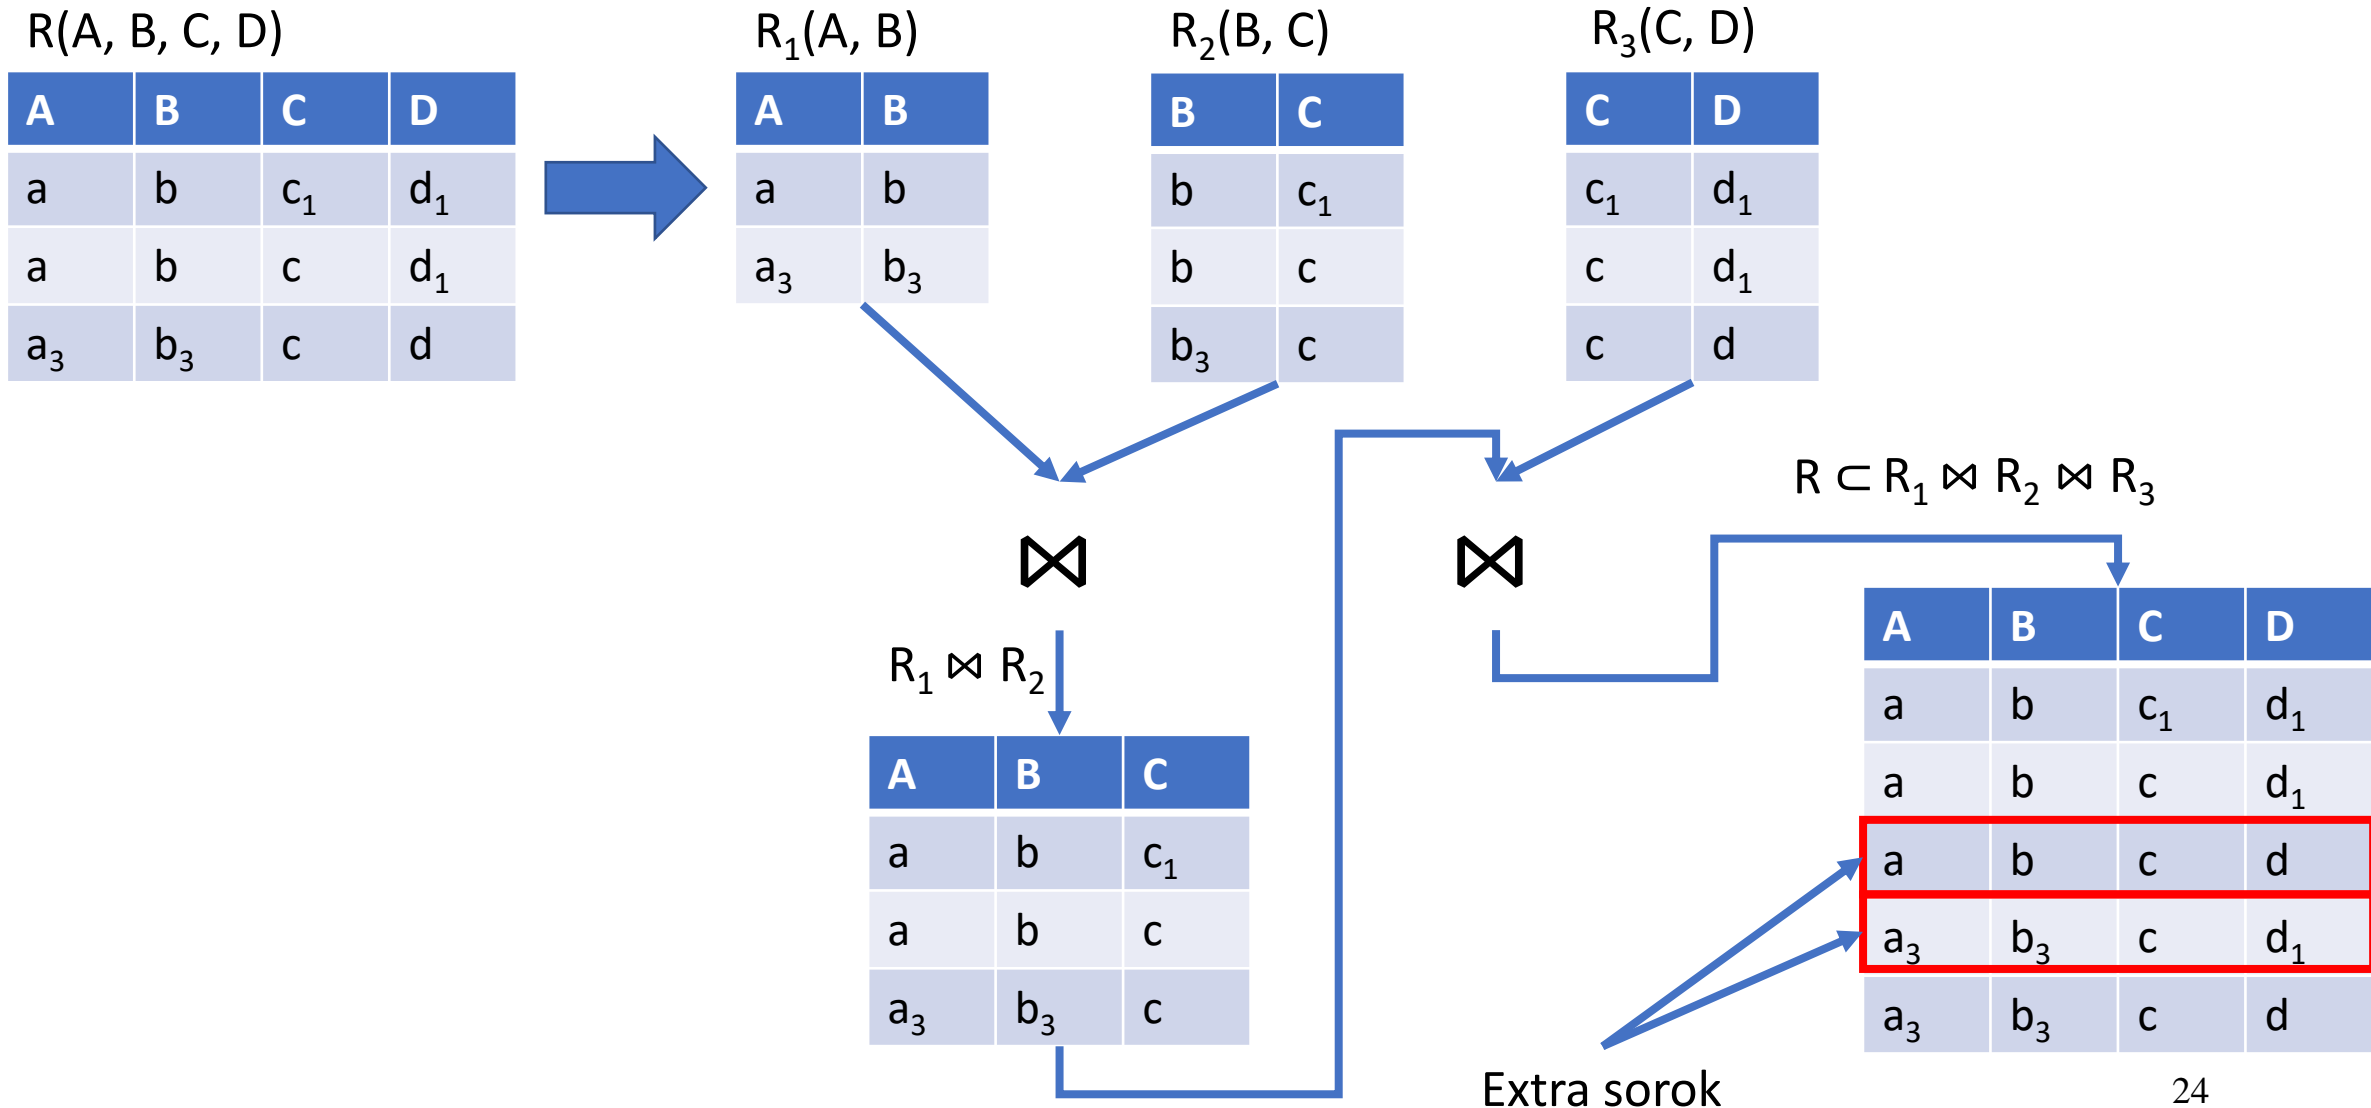 R(A, B, C, D)
A B C D
a b c₁ d₁
a b c d₁
a₃ b₃ c d
R₁(A, B)
A B
a b
a₃ b₃
R₂(B, C)
B C
b c₁
b c
b₃ c
R₃(C, D)
C D
c₁ d₁
c d₁
c d
⋈
⋈
R₁ ⋈ R₂
A B C
a b c₁
a b c
a₃ b₃ c
R ⊂ R₁ ⋈ R₂ ⋈ R₃
A B C D
a b c₁ d₁
a b c d₁
a b c d
a₃ b₃ c d₁
a₃ b₃ c d
Extra sorok
24